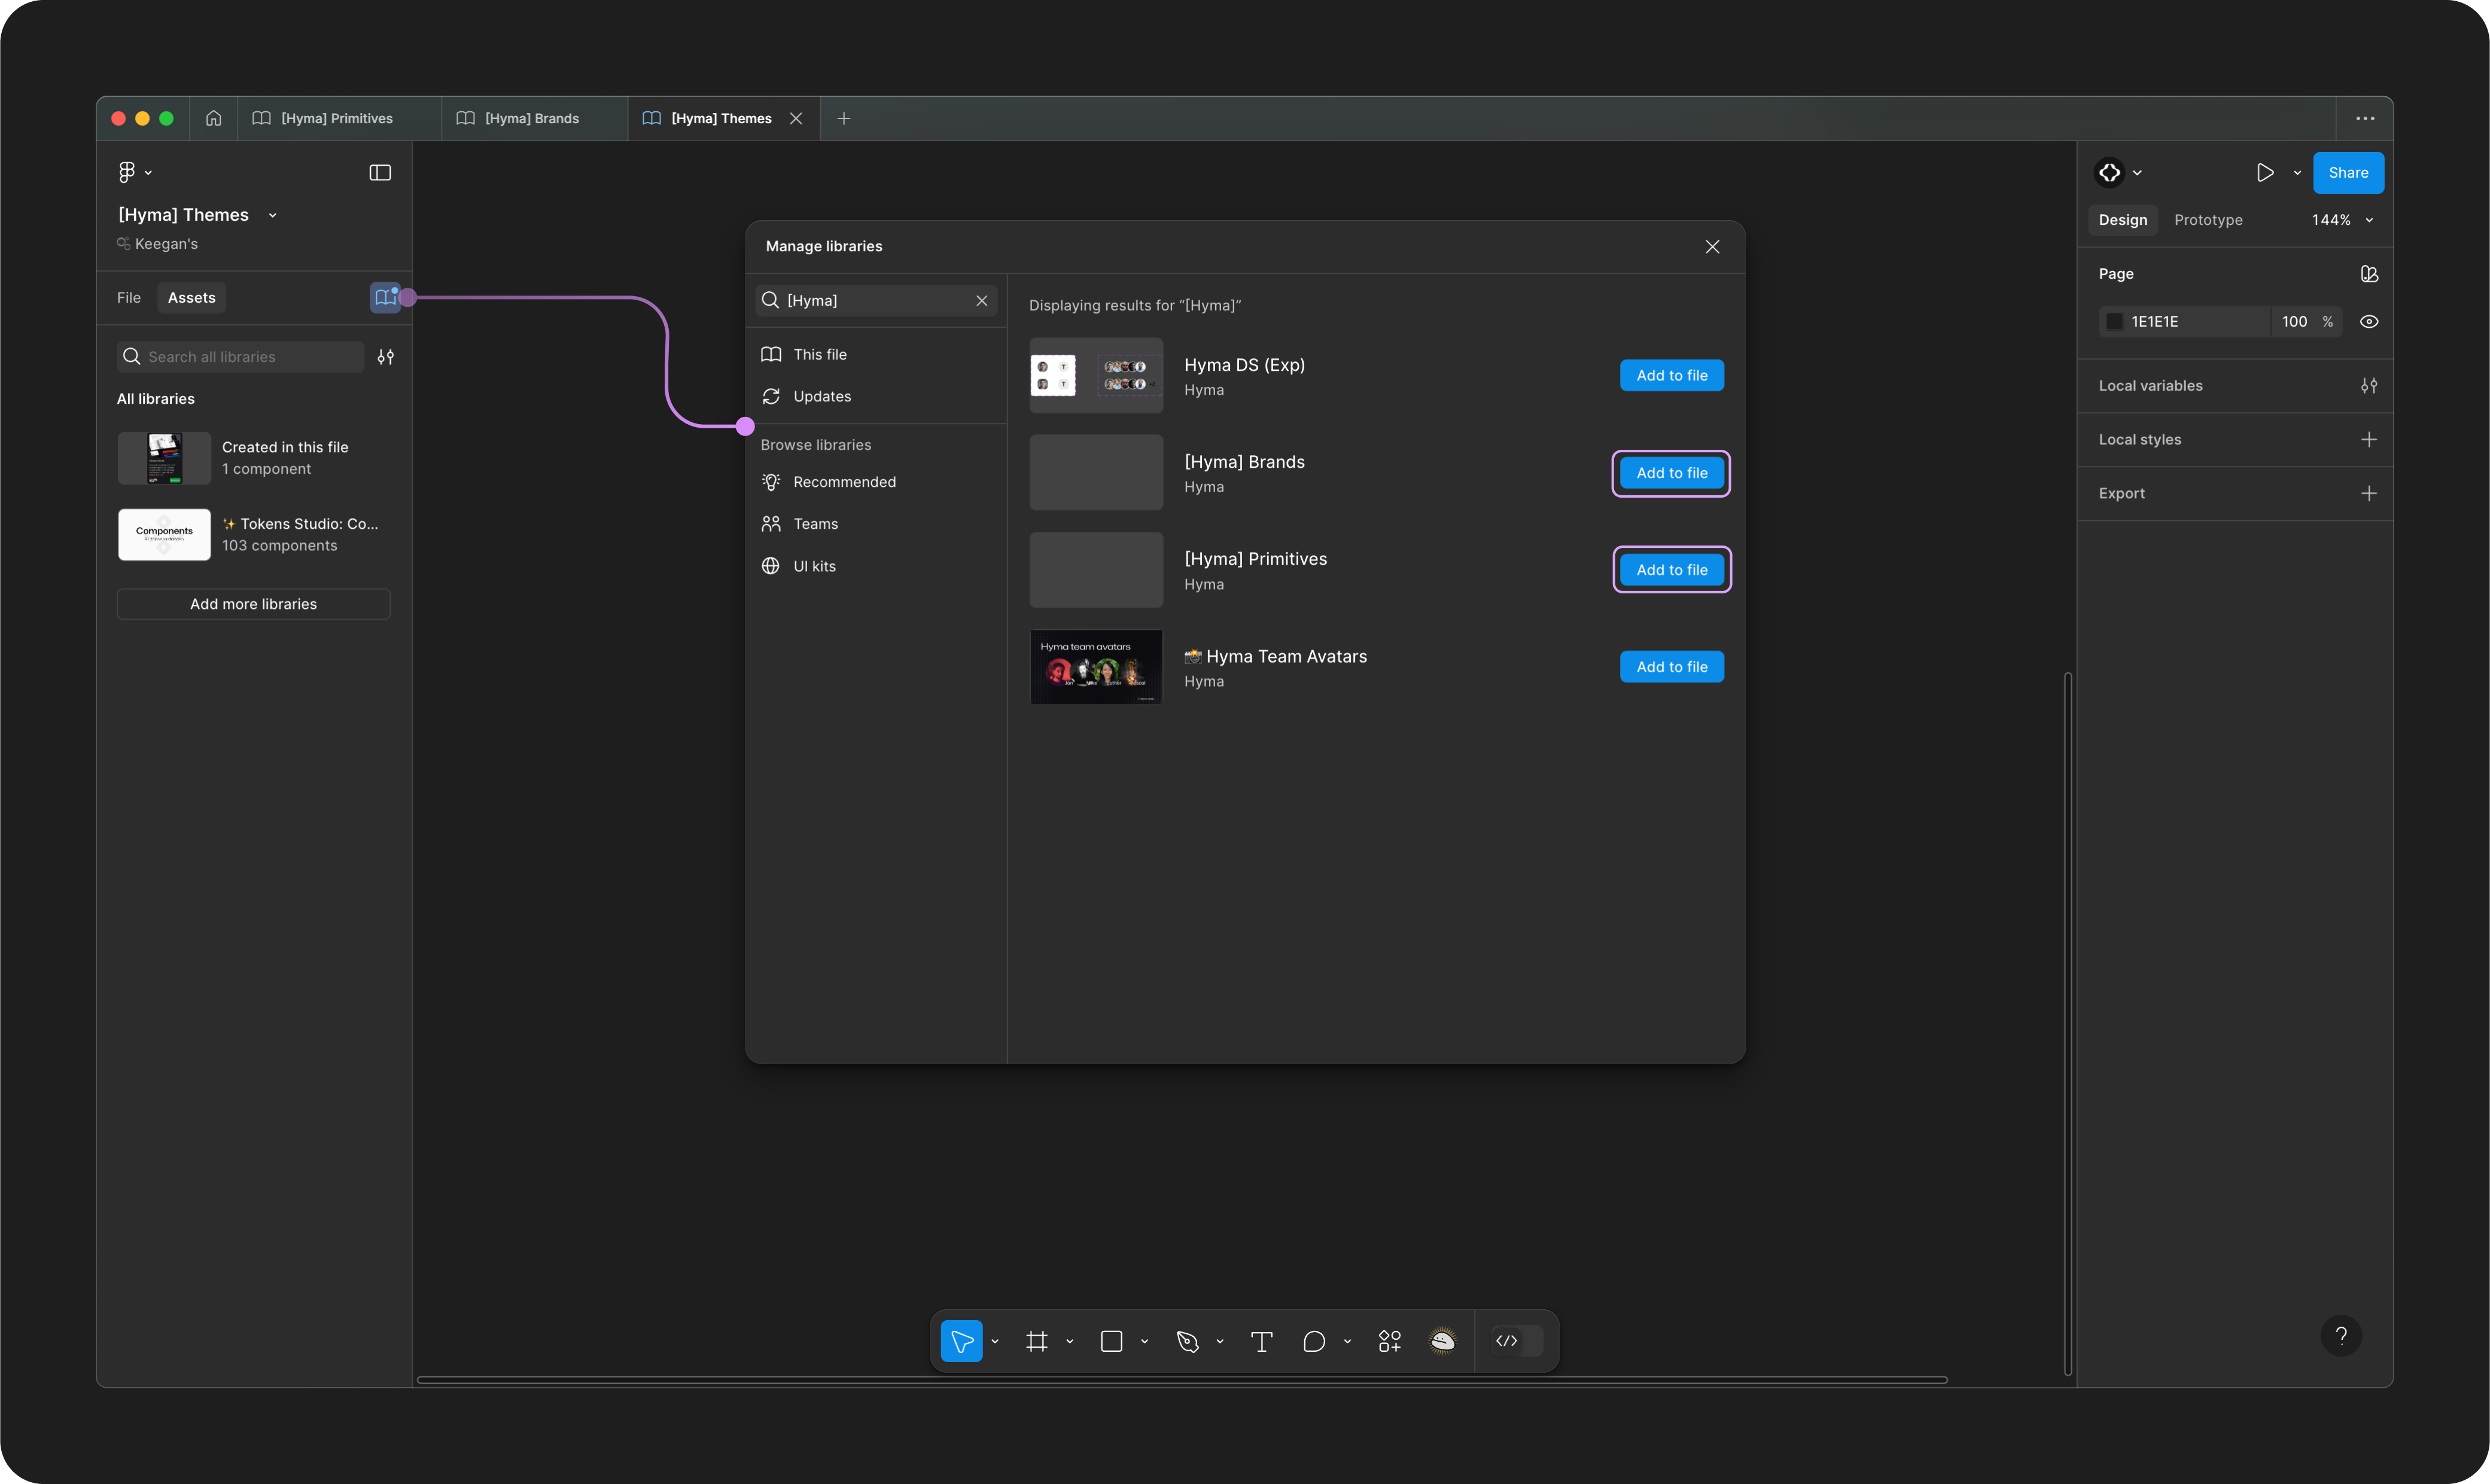 [Hyma] Primitives
[Hyma] Brands
[Hyma] Themes
[Hyma] Themes
Keegan's
File
Assets
Search all libraries
All libraries
Created in this file
1 component
Components
✨ Tokens Studio: Co...
103 components
Add more libraries
Manage libraries
[Hyma]
This file
Updates
Browse libraries
Recommended
Teams
UI kits
Displaying results for “[Hyma]”
Hyma DS (Exp)
Hyma
Add to file
[Hyma] Brands
Hyma
Add to file
[Hyma] Primitives
Hyma
Add to file
Hyma team avatars
📸 Hyma Team Avatars
Hyma
Add to file
Share
Design
Prototype
144%
Page
1E1E1E
100 %
Local variables
Local styles
Export
?